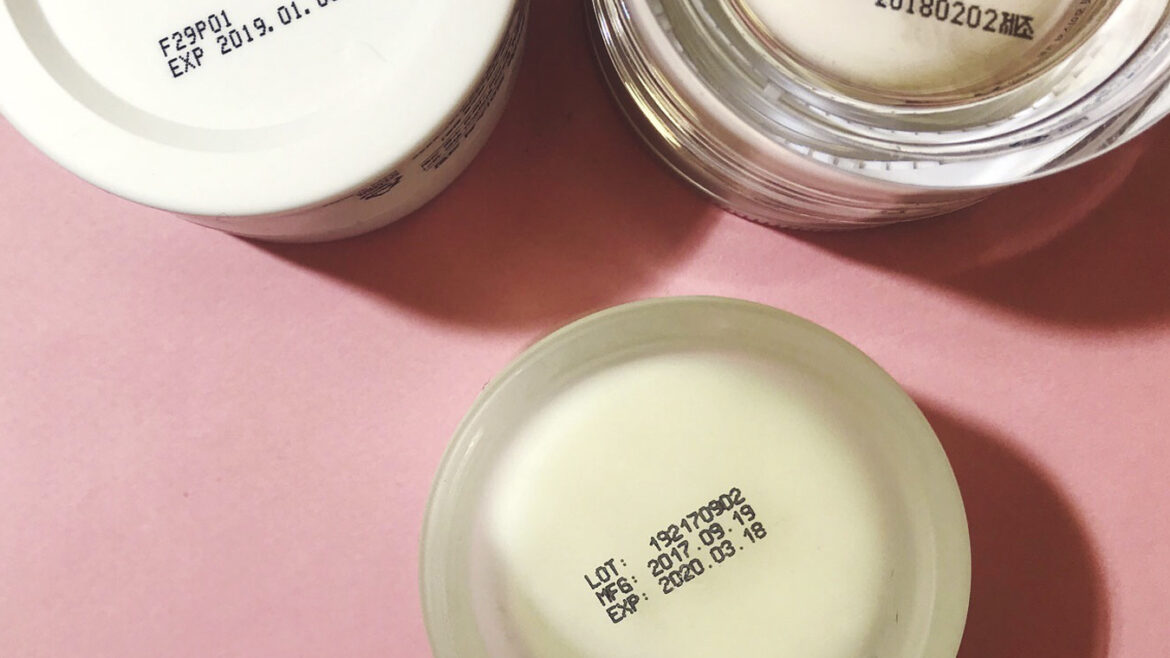 F29P01
EXP 2019.01.
20180202제조
LOT: 192170902
MFG: 2017.09.19
EXP: 2020.03.18